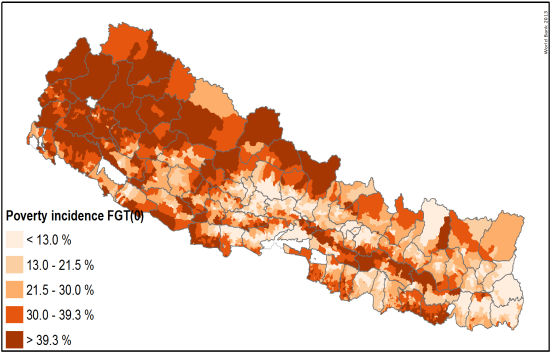 World Bank 2013
Poverty incidence FGT(0)
< 13.0 %
13.0 - 21.5 %
21.5 - 30.0 %
30.0 - 39.3 %
> 39.3 %